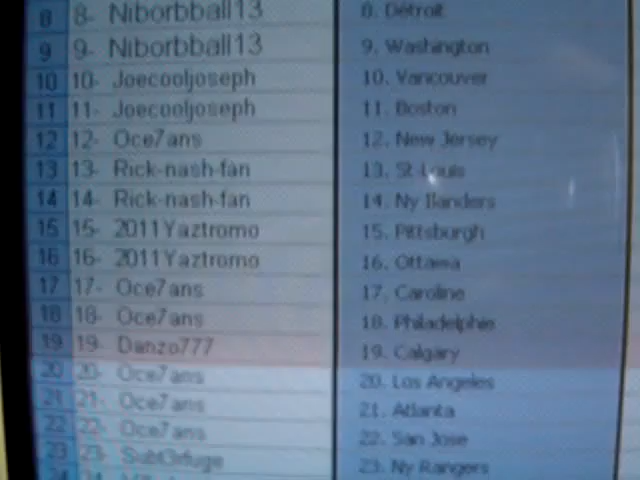 8 8- Niborbball13 8. Détroit
9 9- Niborbball13 9. Washington
10 10- Joecooljoseph 10. Vancouver
11 11- Joecooljoseph 11. Boston
12 12- Oce7ans 12. New Jersey
13 13- Rick-nash-fan 13. St-Louis
14 14- Rick-nash-fan 14. Ny Ilanders
15 15- 2011Yaztromo 15. Pittsburgh
16 16- 2011Yaztromo 16. Ottawa
17 17- Oce7ans 17. Caroline
18 18- Oce7ans 18. Philadelphie
19 19- Danzo777 19. Calgary
20 20- Oce7ans 20. Los Angeles
21 21- Oce7ans 21. Atlanta
22 22- Oce7ans 22. San Jose
23 23- 23. Ny Rangers
24 24-